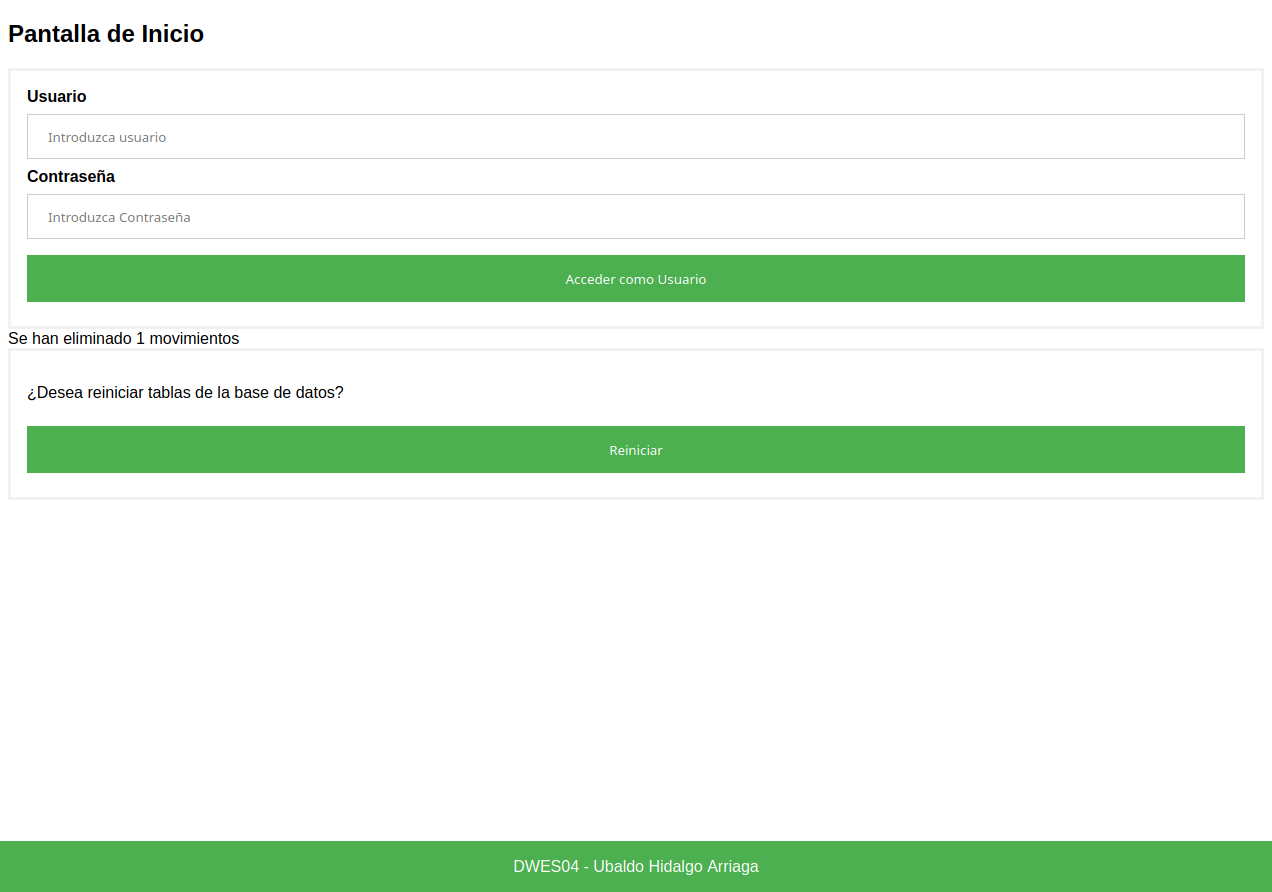 Pantalla de Inicio
Usuario
Introduzca usuario
Contraseña
Introduzca Contraseña
Acceder como Usuario
Se han eliminado 1 movimientos
¿Desea reiniciar tablas de la base de datos?
Reiniciar
DWES04 - Ubaldo Hidalgo Arriaga